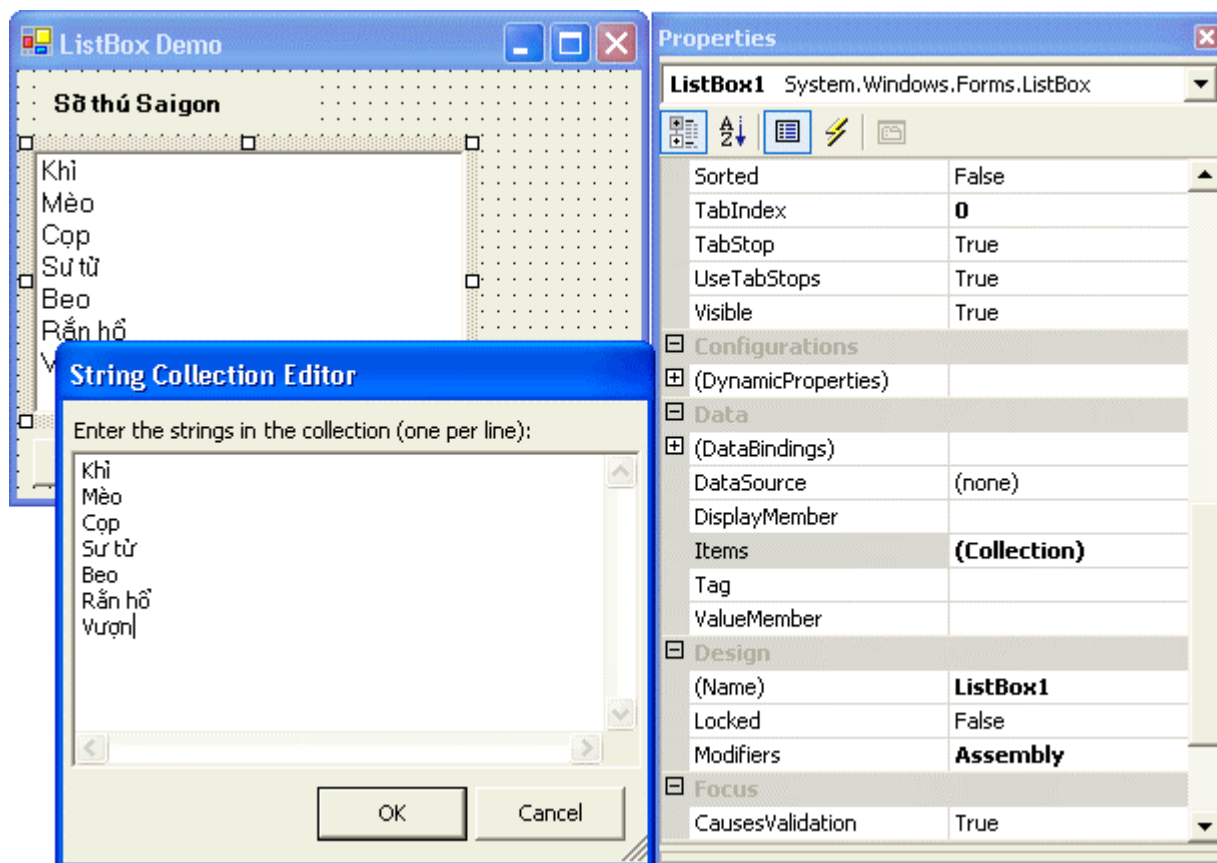 ListBox Demo
Sở thú Saigon
Khỉ
Mèo
Cọp
Sư tử
Beo
Rắn hổ
V
String Collection Editor
Enter the strings in the collection (one per line):
Khỉ
Mèo
Cọp
Sư tử
Beo
Rắn hổ
Vượn
OK Cancel
Properties
ListBox1 System.Windows.Forms.ListBox
Sorted False
TabIndex 0
TabStop True
UseTabStops True
Visible True
Configurations
(DynamicProperties)
Data
(DataBindings)
DataSource (none)
DisplayMember
Items (Collection)
Tag
ValueMember
Design
(Name) ListBox1
Locked False
Modifiers Assembly
Focus
CausesValidation True